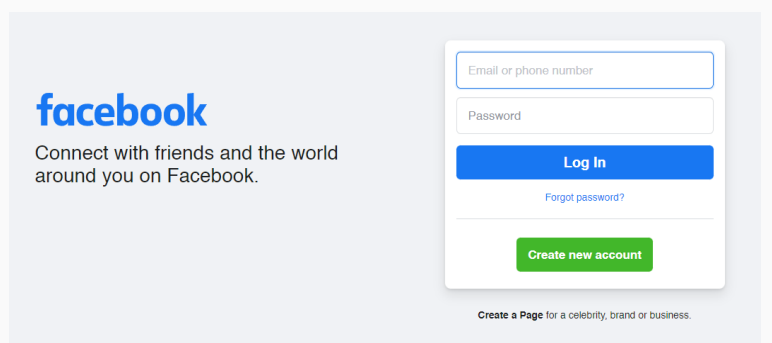 facebook
Connect with friends and the world
around you on Facebook.
Email or phone number
Password
Log In
Forgot password?
Create new account
Create a Page for a celebrity, brand or business.